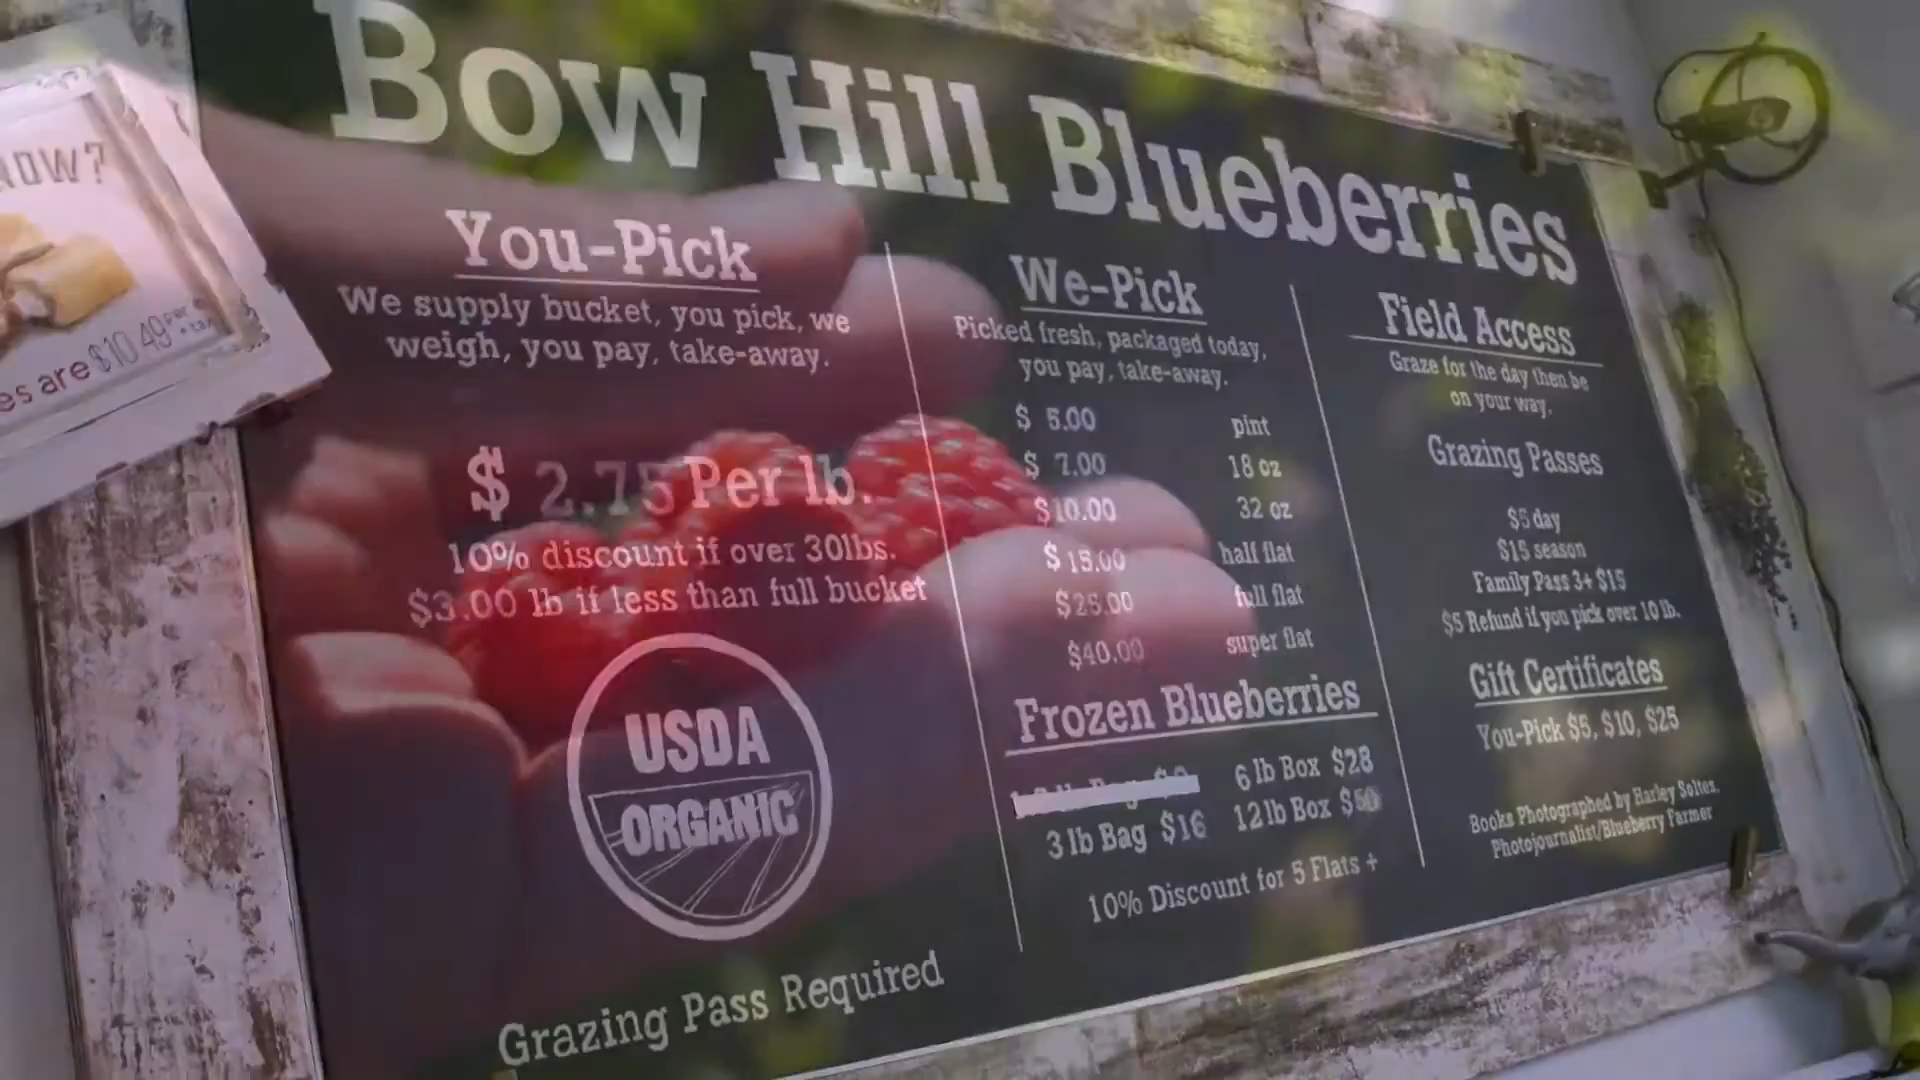 NOW?
es are $10.49 per
+ tax
Bow Hill Blueberries
You-Pick
We supply bucket, you pick, we
weigh, you pay, take-away.
$ 2.75 Per lb.
10% discount if over 30lbs.
$3.00 lb if less than full bucket
USDA
ORGANIC
Grazing Pass Required
We-Pick
Picked fresh, packaged today,
you pay, take-away.
$ 5.00 pint
$ 7.00 18 oz
$10.00 32 oz
$15.00 half flat
$25.00 full flat
$40.00 super flat
Frozen Blueberries
3 lb Bag $16
6 lb Box $28
12 lb Box $50
10% Discount for 5 Flats +
Field Access
Graze for the day then be
on your way.
Grazing Passes
$5 day
$15 season
Family Pass 3+ $15
$5 Refund if you pick over 10 lb.
Gift Certificates
You-Pick $5, $10, $25
Books Photographed by Harley Soltes,
Photojournalist/Blueberry Farmer